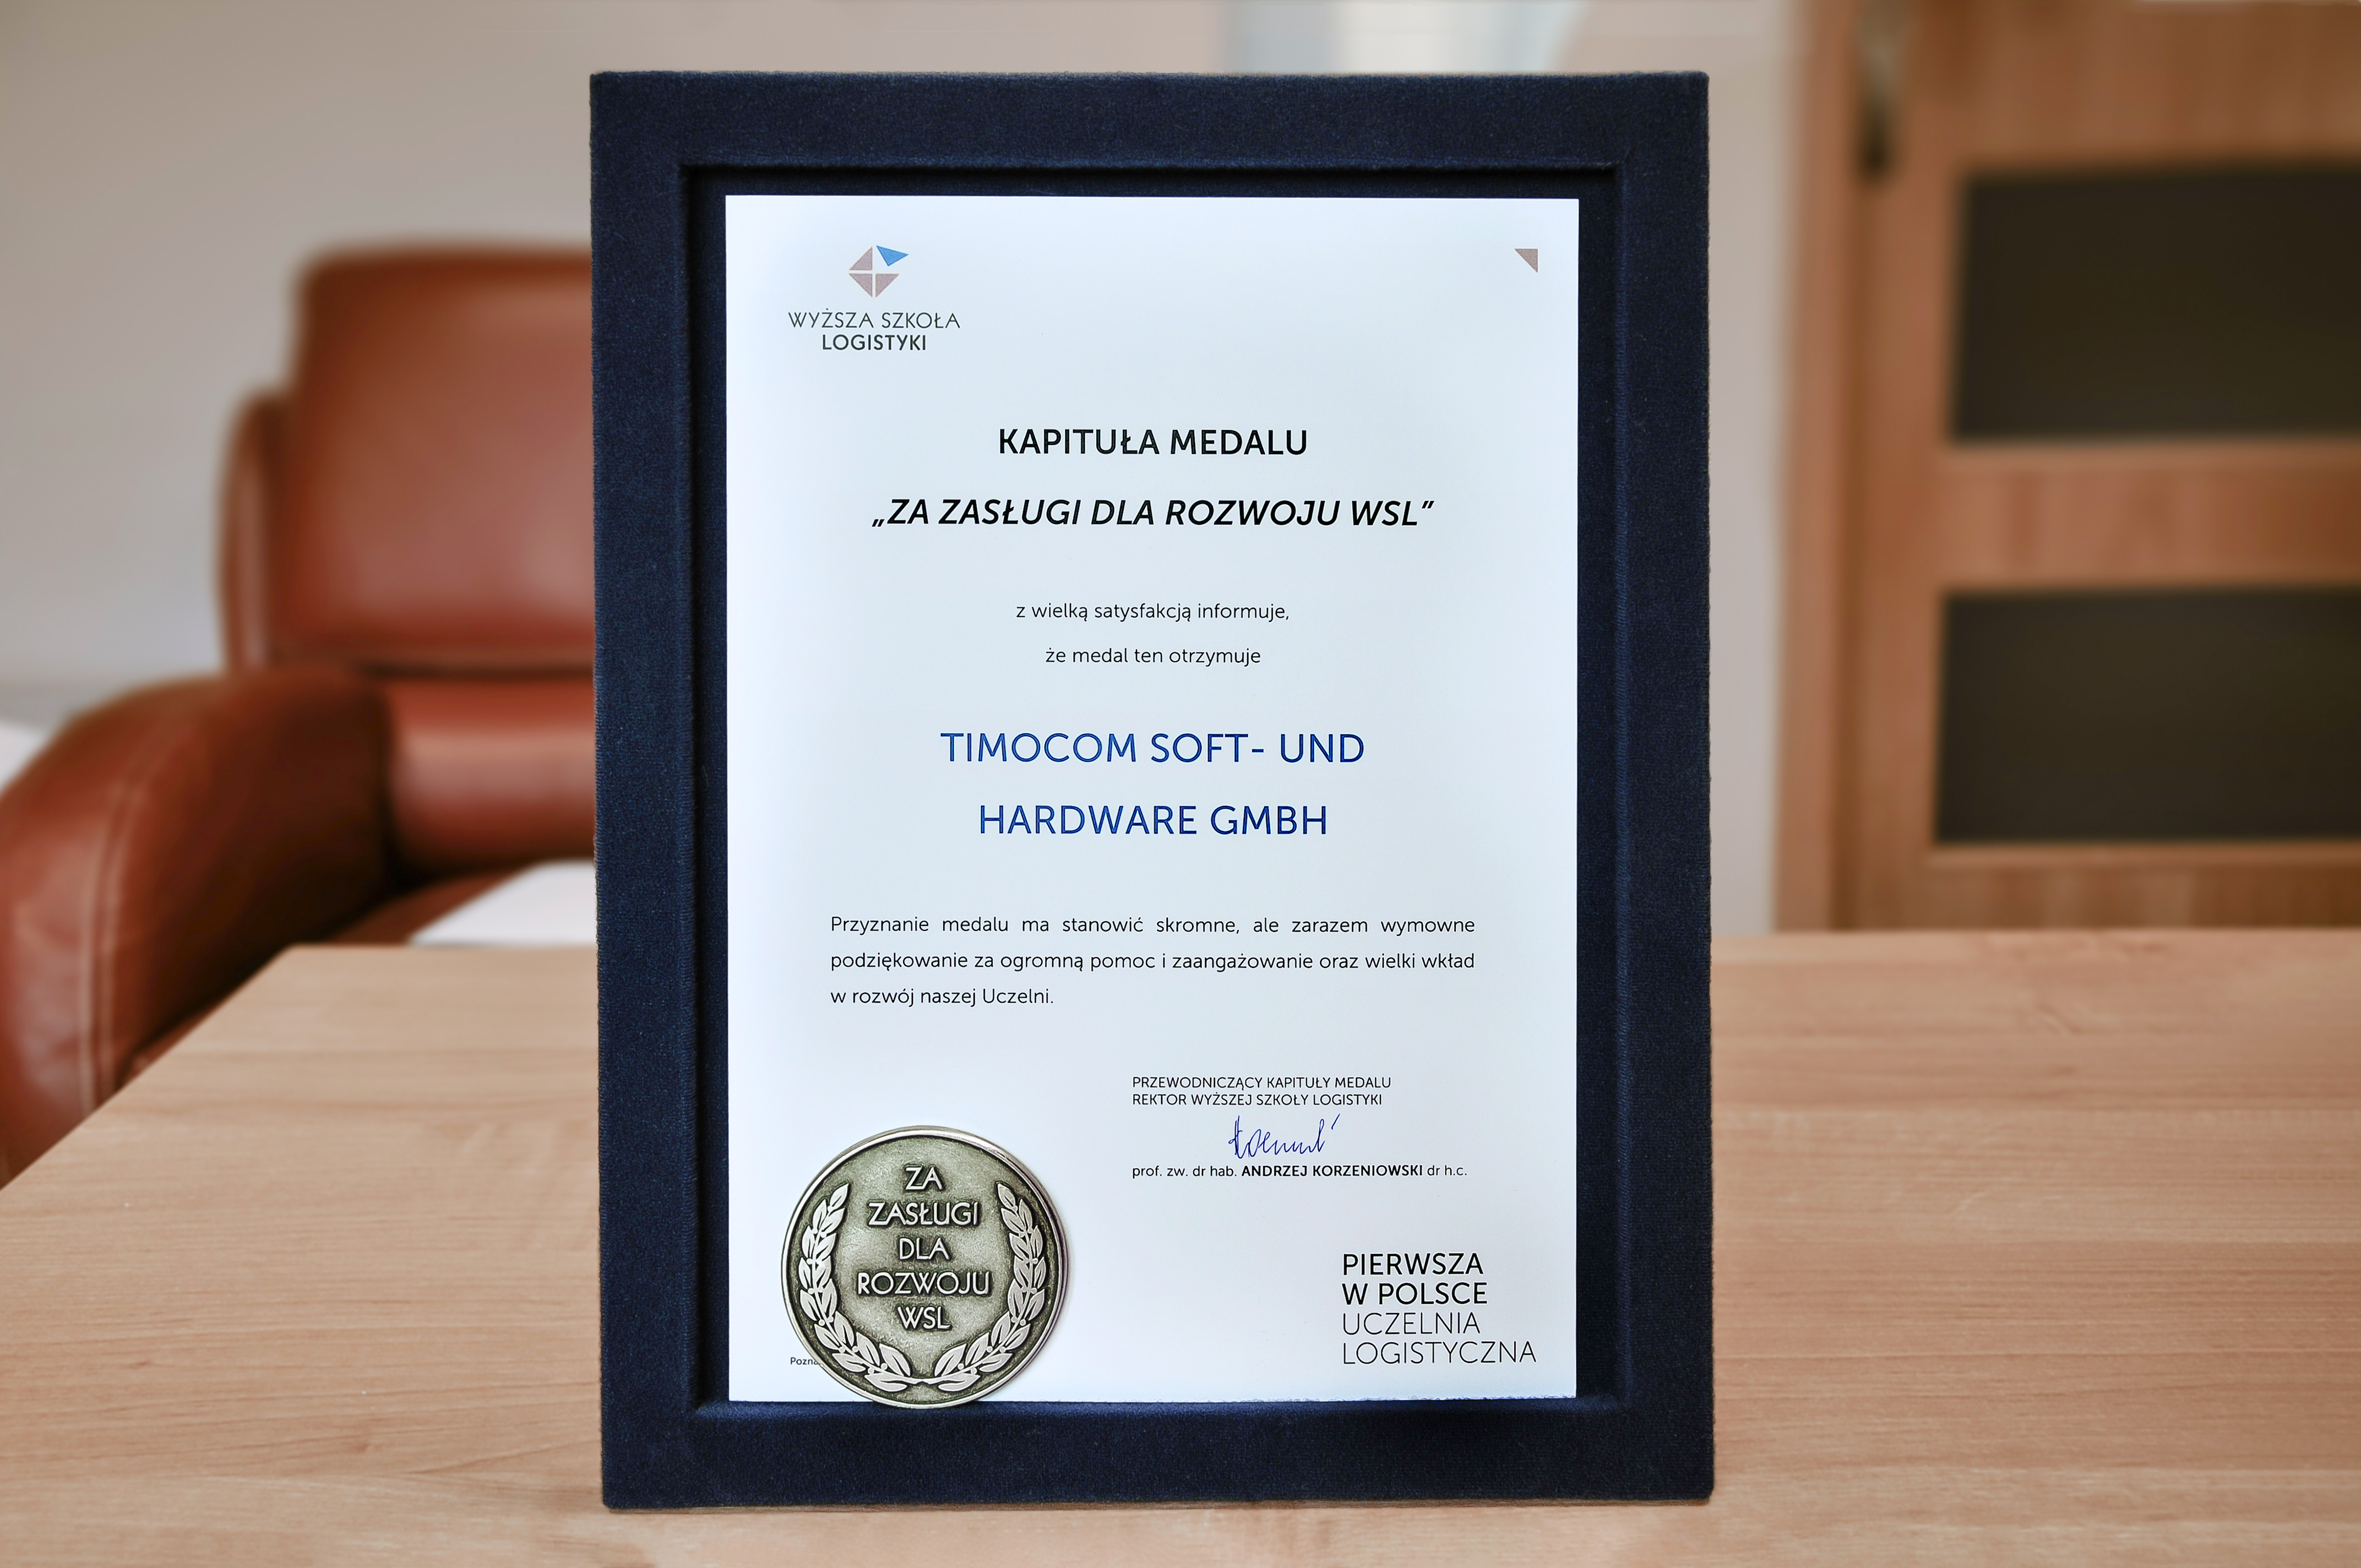 WYŻSZA SZKOŁA
LOGISTYKI
KAPITUŁA MEDALU
„ZA ZASŁUGI DLA ROZWOJU WSL”
z wielką satysfakcją informuje,
że medal ten otrzymuje
TIMOCOM SOFT- UND
HARDWARE GMBH
Przyznanie medalu ma stanowić skromne, ale zarazem wymowne
podziękowanie za ogromną pomoc i zaangażowanie oraz wielki wkład
w rozwój naszej Uczelni.
PRZEWODNICZĄCY KAPITUŁY MEDALU
REKTOR WYŻSZEJ SZKOŁY LOGISTYKI
prof. zw. dr hab. ANDRZEJ KORZENIOWSKI dr h.c.
ZA
ZASŁUGI
DLA
ROZWOJU
WSL
PIERWSZA
W POLSCE
UCZELNIA
LOGISTYCZNA